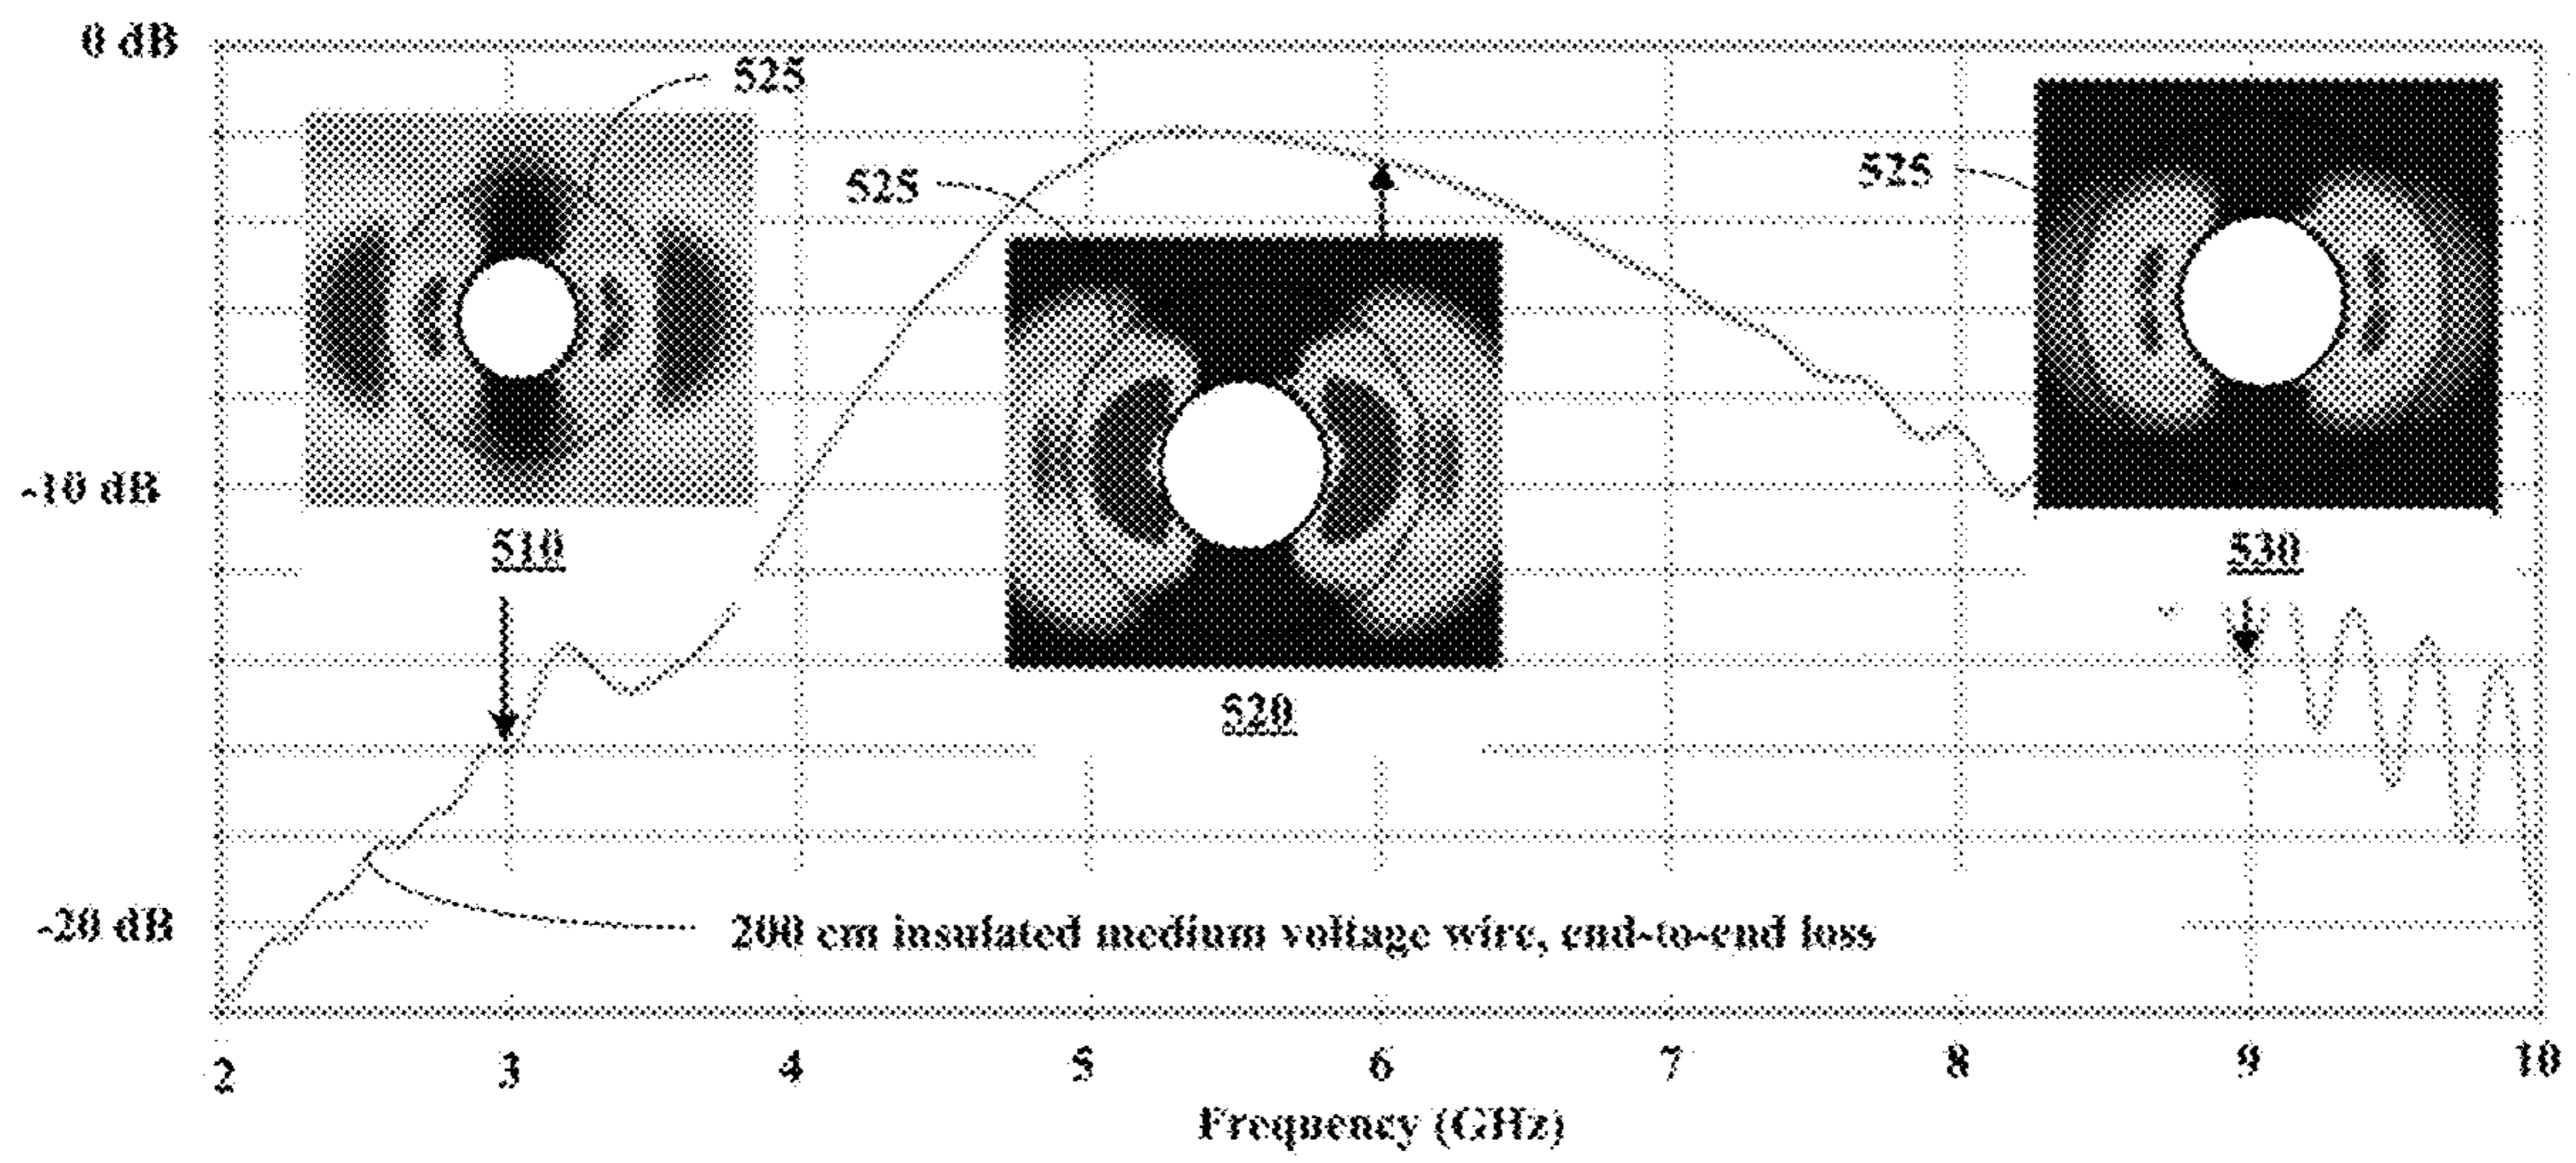 0 dB
525
525
525
-10 dB
510
530
520
-20 dB
200 cm insulated medium voltage wire, end-to-end loss
2 3 4 5 6 7 8 9 10
Frequency (GHz)